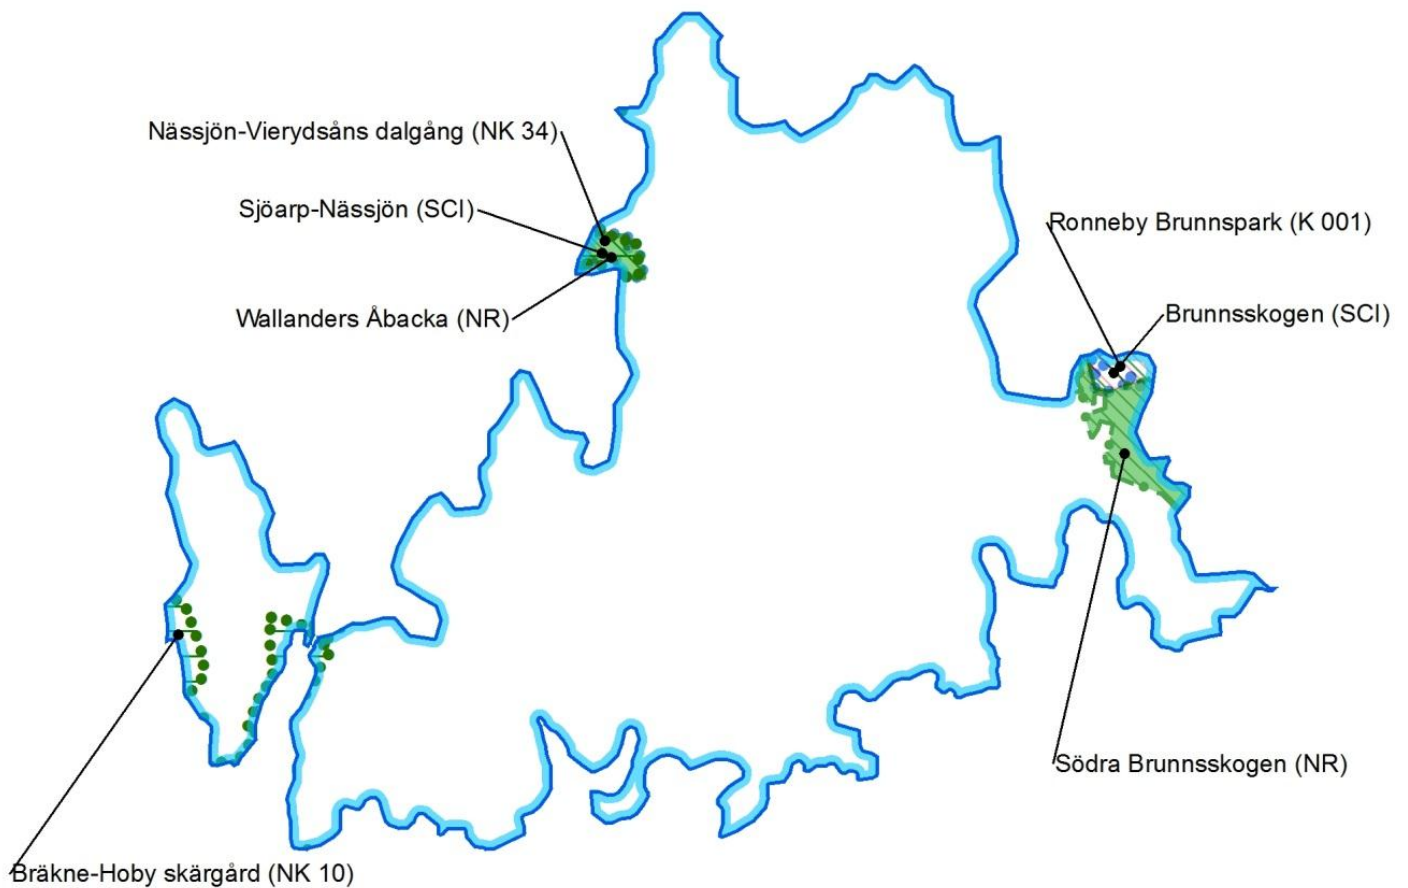 Nässjön-Vierydsåns dalgång (NK 34)
Sjöarp-Nässjön (SCI)
Ronneby Brunnspark (K 001)
Wallanders Åbacka (NR)
Brunnsskogen (SCI)
Södra Brunnsskogen (NR)
Bräkne-Hoby skärgård (NK 10)